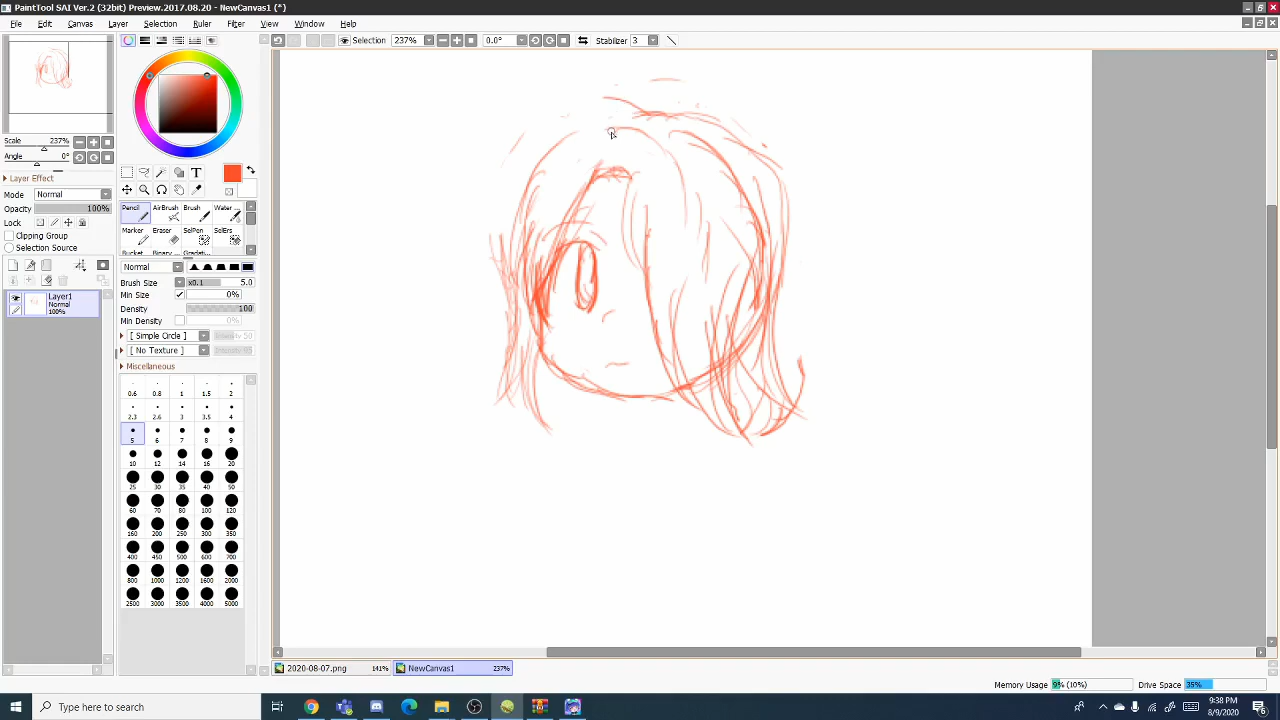 PaintTool SAI Ver.2 (32bit) Preview.2017.08.20 - NewCanvas1 (*)
File Edit Canvas Layer Selection Ruler Filter View Window Help
Selection 237% 0.0° Stabilizer 3
Scale 237%
Angle 0°
Layer Effect
Mode Normal
Opacity 100%
Lock
Clipping Group
Selection Source
Layer1
Normal
100%
T
Pencil AirBrush Brush Water ...
Marker Eraser SelPen SelErs
Bucket Binary Gradati
Normal
Brush Size x0.1 5.0
Min Size 0%
Density 100
Min Density 0%
[ Simple Circle ]
[ No Texture ]
Miscellaneous
0.6 0.8 1 1.5 2
2.3 2.6 3 3.5 4
5 6 7 8 9
10 12 14 16 20
25 30 35 40 50
60 70 80 100 120
160 200 250 300 350
400 450 500 600 700
800 1000 1200 1600 2000
2500 3000 3500 4000 5000
2020-08-07.png 141% NewCanvas1 237%
Memory Usage 9% (10%) Drive Space 35%
Type here to search
9:38 PM
8/9/2020